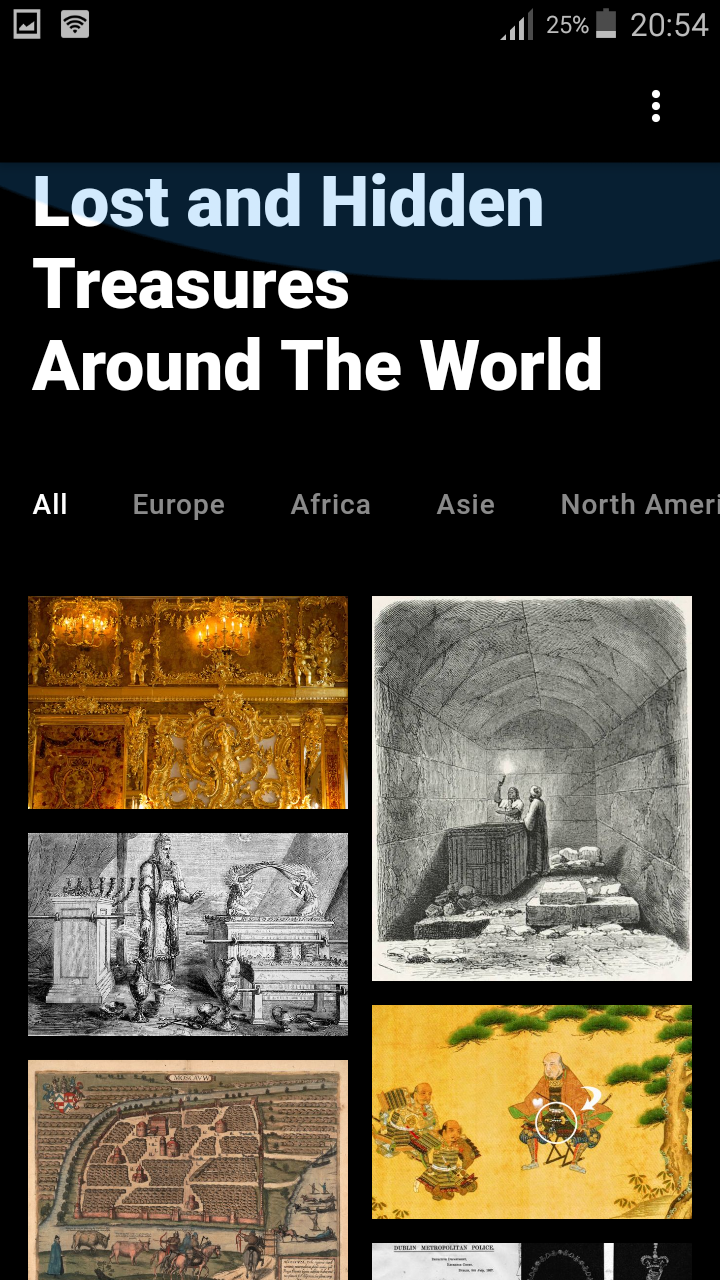 25% 20:54
Lost and Hidden
Treasures
Around The World
All Europe Africa Asie North Ameri
MOSCAVW
DUBLIN METROPOLITAN POLICE.